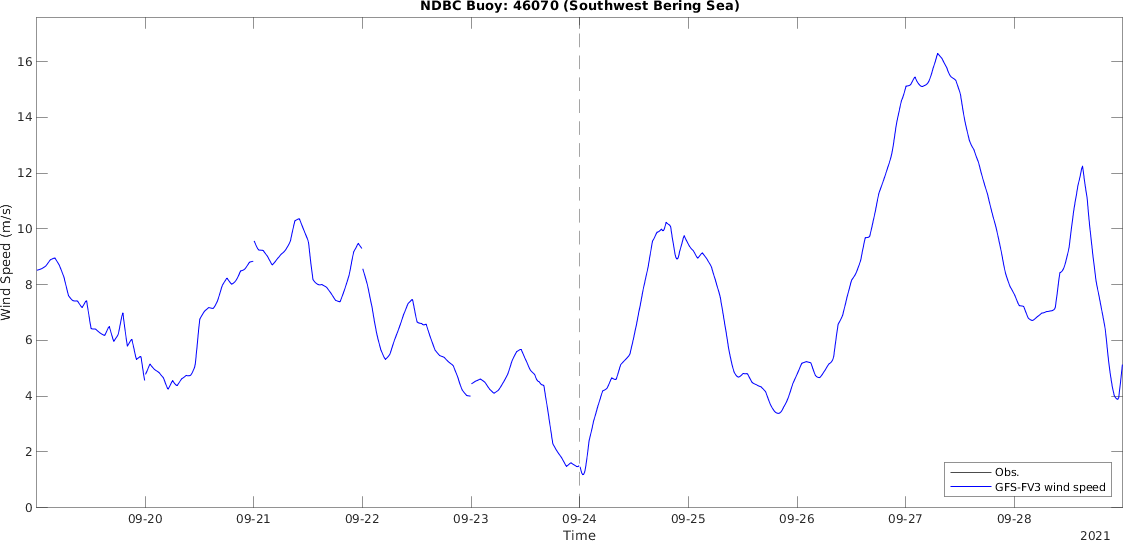 NDBC Buoy: 46070 (Southwest Bering Sea)
Wind Speed (m/s)
16
14
12
10
8
6
4
2
0
09-20 09-21 09-22 09-23 09-24 09-25 09-26 09-27 09-28
Time
2021
Obs.
GFS-FV3 wind speed